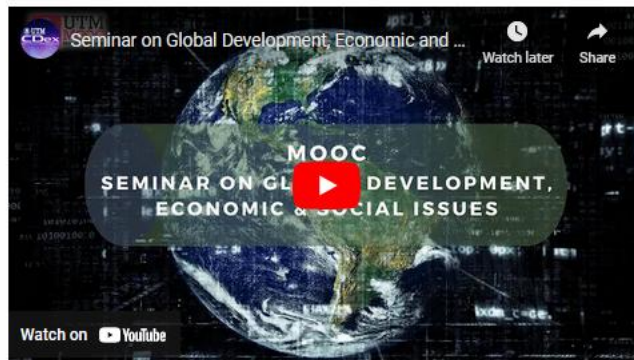 UTM
UTM
CDex
Seminar on Global Development, Economic and ...
Watch later
Share
MOOC
SEMINAR ON GL DEVELOPMENT,
ECONOMIC & SOCIAL ISSUES
Watch on YouTube